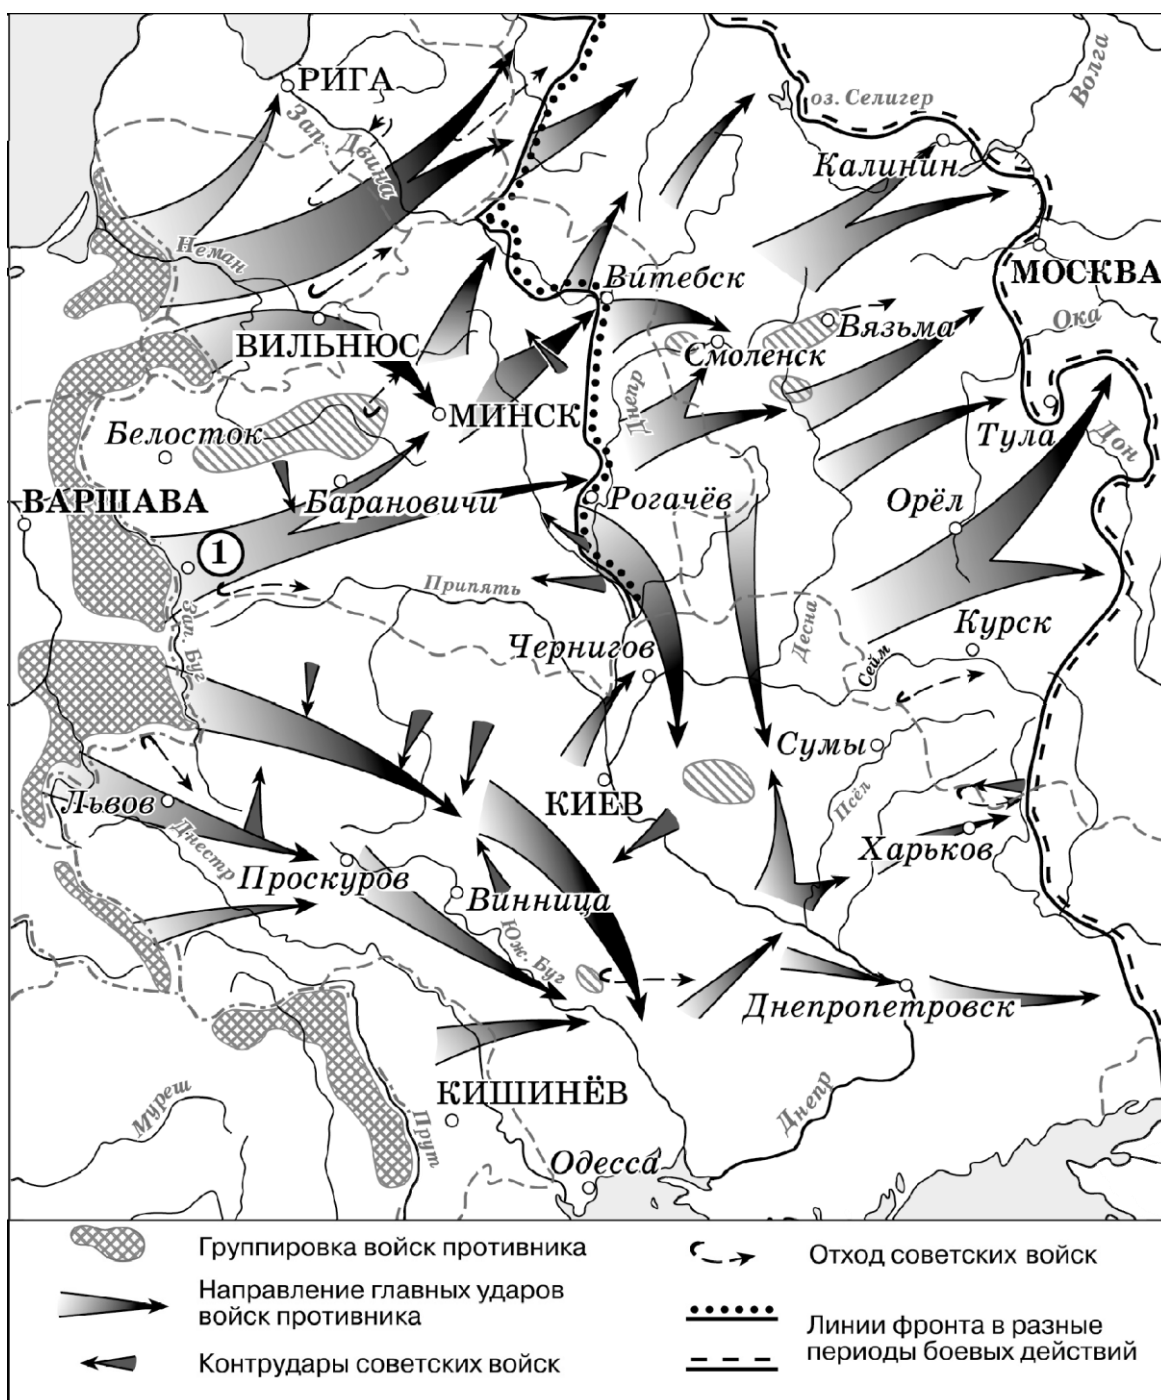 РИГА
Зап.
Двина
оз. Селигер
Волга
Калинин
Неман
Витебск
МОСКВА
ВИЛЬНЮС
Вязьма
Ока
Смоленск
Днепр
МИНСК
Белосток
Тула
Дон
ВАРШАВА
Барановичи
Рогачёв
Орёл
1
Припять
Зап. Буг
Десна
Чернигов
Сейм
Курск
Сумы
Львов
КИЕВ
Псёл
Днестр
Харьков
Проскуров
Винница
Юж. Буг
Днепропетровск
КИШИНЁВ
Муреш
Прут
Днепр
Одесса
Группировка войск противника
Направление главных ударов
войск противника
Контрудары советских войск
Отход советских войск
Линии фронта в разные
периоды боевых действий